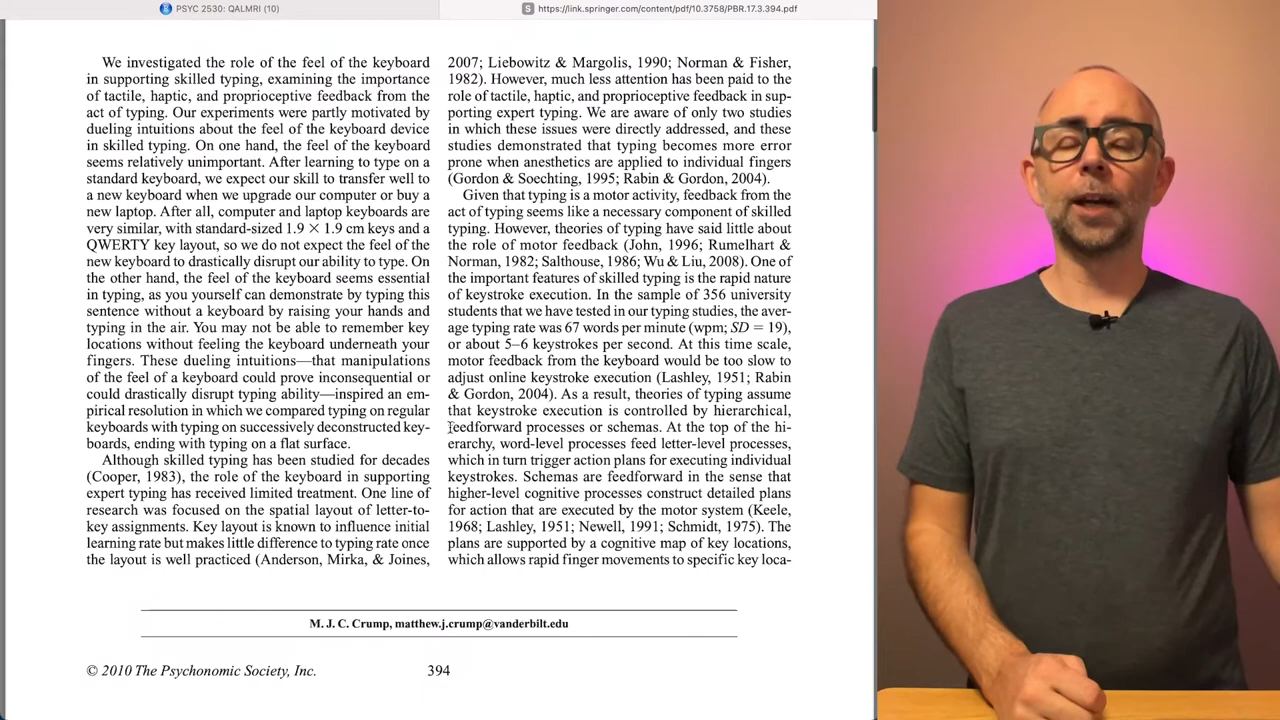 PSYC 2530: QALMRI (10)
S https://link.springer.com/content/pdf/10.3758/PBR.17.3.394.pdf
We investigated the role of the feel of the keyboard
in supporting skilled typing, examining the importance
of tactile, haptic, and proprioceptive feedback from the
act of typing. Our experiments were partly motivated by
dueling intuitions about the feel of the keyboard device
in skilled typing. On one hand, the feel of the keyboard
seems relatively unimportant. After learning to type on a
standard keyboard, we expect our skill to transfer well to
a new keyboard when we upgrade our computer or buy a
new laptop. After all, computer and laptop keyboards are
very similar, with standard-sized 1.9 × 1.9 cm keys and a
QWERTY key layout, so we do not expect the feel of the
new keyboard to drastically disrupt our ability to type. On
the other hand, the feel of the keyboard seems essential
in typing, as you yourself can demonstrate by typing this
sentence without a keyboard by raising your hands and
typing in the air. You may not be able to remember key
locations without feeling the keyboard underneath your
fingers. These dueling intuitions—that manipulations
of the feel of a keyboard could prove inconsequential or
could drastically disrupt typing ability—inspired an em-
pirical resolution in which we compared typing on regular
keyboards with typing on successively deconstructed key-
boards, ending with typing on a flat surface.
Although skilled typing has been studied for decades
(Cooper, 1983), the role of the keyboard in supporting
expert typing has received limited treatment. One line of
research was focused on the spatial layout of letter-to-
key assignments. Key layout is known to influence initial
learning rate but makes little difference to typing rate once
the layout is well practiced (Anderson, Mirka, & Joines,
2007; Liebowitz & Margolis, 1990; Norman & Fisher,
1982). However, much less attention has been paid to the
role of tactile, haptic, and proprioceptive feedback in sup-
porting expert typing. We are aware of only two studies
in which these issues were directly addressed, and these
studies demonstrated that typing becomes more error
prone when anesthetics are applied to individual fingers
(Gordon & Soechting, 1995; Rabin & Gordon, 2004).
Given that typing is a motor activity, feedback from the
act of typing seems like a necessary component of skilled
typing. However, theories of typing have said little about
the role of motor feedback (John, 1996; Rumelhart &
Norman, 1982; Salthouse, 1986; Wu & Liu, 2008). One of
the important features of skilled typing is the rapid nature
of keystroke execution. In the sample of 356 university
students that we have tested in our typing studies, the aver-
age typing rate was 67 words per minute (wpm; SD = 19),
or about 5–6 keystrokes per second. At this time scale,
motor feedback from the keyboard would be too slow to
adjust online keystroke execution (Lashley, 1951; Rabin
& Gordon, 2004). As a result, theories of typing assume
that keystroke execution is controlled by hierarchical,
feedforward processes or schemas. At the top of the hi-
erarchy, word-level processes feed letter-level processes,
which in turn trigger action plans for executing individual
keystrokes. Schemas are feedforward in the sense that
higher-level cognitive processes construct detailed plans
for action that are executed by the motor system (Keele,
1968; Lashley, 1951; Newell, 1991; Schmidt, 1975). The
plans are supported by a cognitive map of key locations,
which allows rapid finger movements to specific key loca-
M. J. C. Crump, matthew.j.crump@vanderbilt.edu
© 2010 The Psychonomic Society, Inc.
394